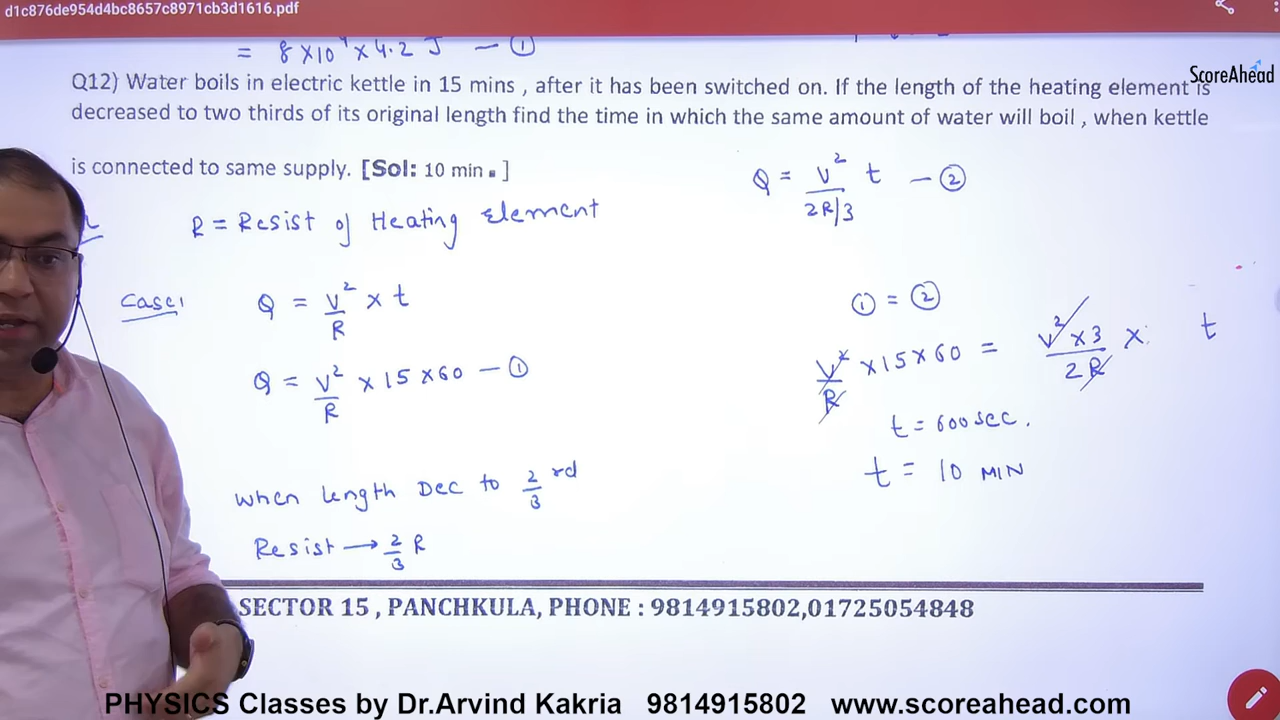 d1c876de954d4bc8657c8971cb3d1616.pdf
= 8 × 10⁴ × 4.2 J — ①
ScoreAhead
Q12) Water boils in electric kettle in 15 mins , after it has been switched on. If the length of the heating element is
decreased to two thirds of its original length find the time in which the same amount of water will boil , when kettle
is connected to same supply. [Sol: 10 min . ]
R = Resist of Heating Element
Case1
Q = V²/R × t
Q = V²/R × 15 × 60 — ①
When length Dec to 2/3 rd
Resist → 2/3 R
Q = V²/(2R/3) t — ②
① = ②
V²/R × 15 × 60 = V² × 3/2R × t
t = 600 sec.
t = 10 MIN
SECTOR 15 , PANCHKULA, PHONE : 9814915802,01725054848
PHYSICS Classes by Dr.Arvind Kakria 9814915802 www.scoreahead.com